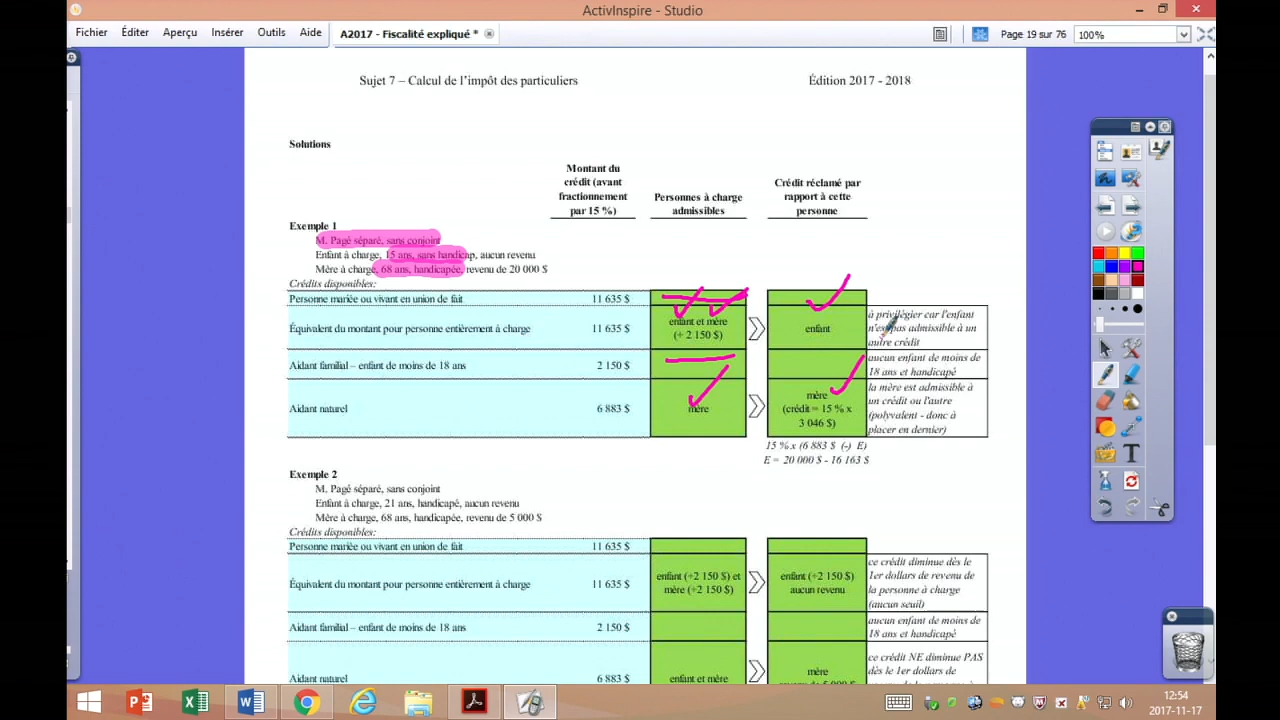 ActivInspire - Studio
Fichier Éditer Aperçu Insérer Outils Aide
A2017 - Fiscalité expliqué *
Page 19 sur 76
100%
Sujet 7 – Calcul de l'impôt des particuliers
Édition 2017 - 2018
Solutions
Montant du
crédit (avant
fractionnement
par 15 %)
Personnes à charge
admissibles
Crédit réclamé par
rapport à cette
personne
Exemple 1
M. Pagé séparé, sans conjoint
Enfant à charge, 15 ans, sans handicap, aucun revenu
Mère à charge, 68 ans, handicapée, revenu de 20 000 $
Crédits disponibles:
Personne mariée ou vivant en union de fait 11 635 $
Équivalent du montant pour personne entièrement à charge 11 635 $
enfant et mère
(+ 2 150 $)
enfant
à privilégier car l'enfant
n'est pas admissible à un
autre crédit
Aidant familial – enfant de moins de 18 ans 2 150 $
aucun enfant de moins de
18 ans et handicapé
Aidant naturel 6 883 $
mère
mère
(crédit = 15 % x
3 046 $)
la mère est admissible à
un crédit ou l'autre
(polyvalent - donc à
placer en dernier)
15 % x (6 883 $ (-) E)
E = 20 000 $ - 16 163 $
Exemple 2
M. Pagé séparé, sans conjoint
Enfant à charge, 21 ans, handicapé, aucun revenu
Mère à charge, 68 ans, handicapée, revenu de 5 000 $
Crédits disponibles:
Personne mariée ou vivant en union de fait 11 635 $
Équivalent du montant pour personne entièrement à charge 11 635 $
enfant (+2 150 $) et
mère (+2 150 $)
enfant (+2 150 $)
aucun revenu
ce crédit diminue dès le
1er dollars de revenu de
la personne à charge
(aucun seuil)
Aidant familial – enfant de moins de 18 ans 2 150 $
aucun enfant de moins de
18 ans et handicapé
Aidant naturel 6 883 $
enfant et mère
mère
ce crédit NE diminue PAS
dès le 1er dollars de
12:54
2017-11-17